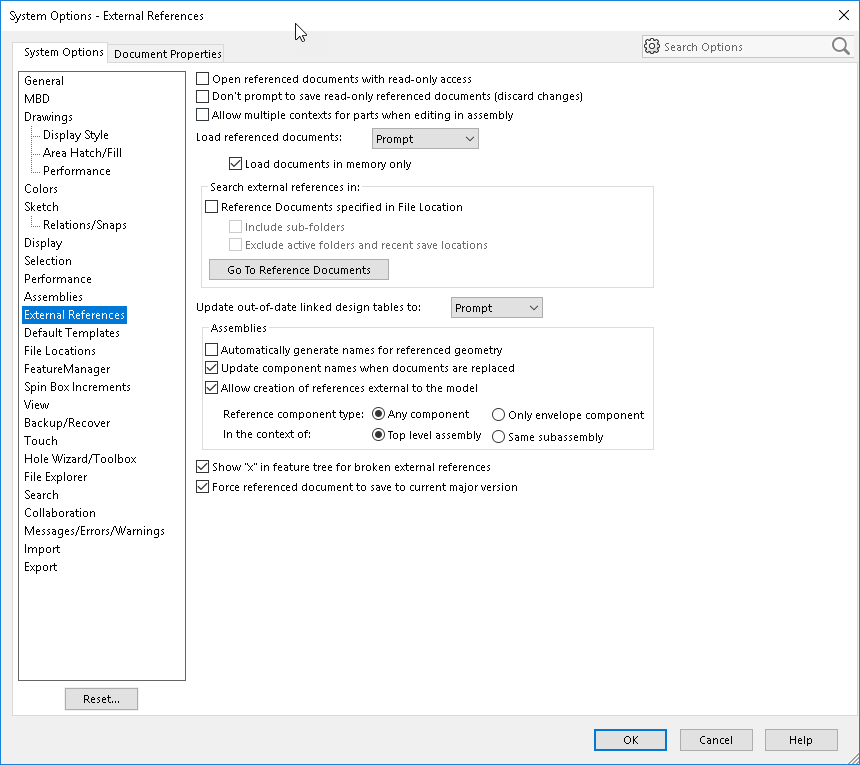 System Options - External References
System Options
Document Properties
Search Options
General
MBD
Drawings
Display Style
Area Hatch/Fill
Performance
Colors
Sketch
Relations/Snaps
Display
Selection
Performance
Assemblies
External References
Default Templates
File Locations
FeatureManager
Spin Box Increments
View
Backup/Recover
Touch
Hole Wizard/Toolbox
File Explorer
Search
Collaboration
Messages/Errors/Warnings
Import
Export
Reset...
Open referenced documents with read-only access
Don't prompt to save read-only referenced documents (discard changes)
Allow multiple contexts for parts when editing in assembly
Load referenced documents: Prompt
Load documents in memory only
Search external references in:
Reference Documents specified in File Location
Include sub-folders
Exclude active folders and recent save locations
Go To Reference Documents
Update out-of-date linked design tables to: Prompt
Assemblies
Automatically generate names for referenced geometry
Update component names when documents are replaced
Allow creation of references external to the model
Reference component type: Any component Only envelope component
In the context of: Top level assembly Same subassembly
Show "x" in feature tree for broken external references
Force referenced document to save to current major version
OK Cancel Help